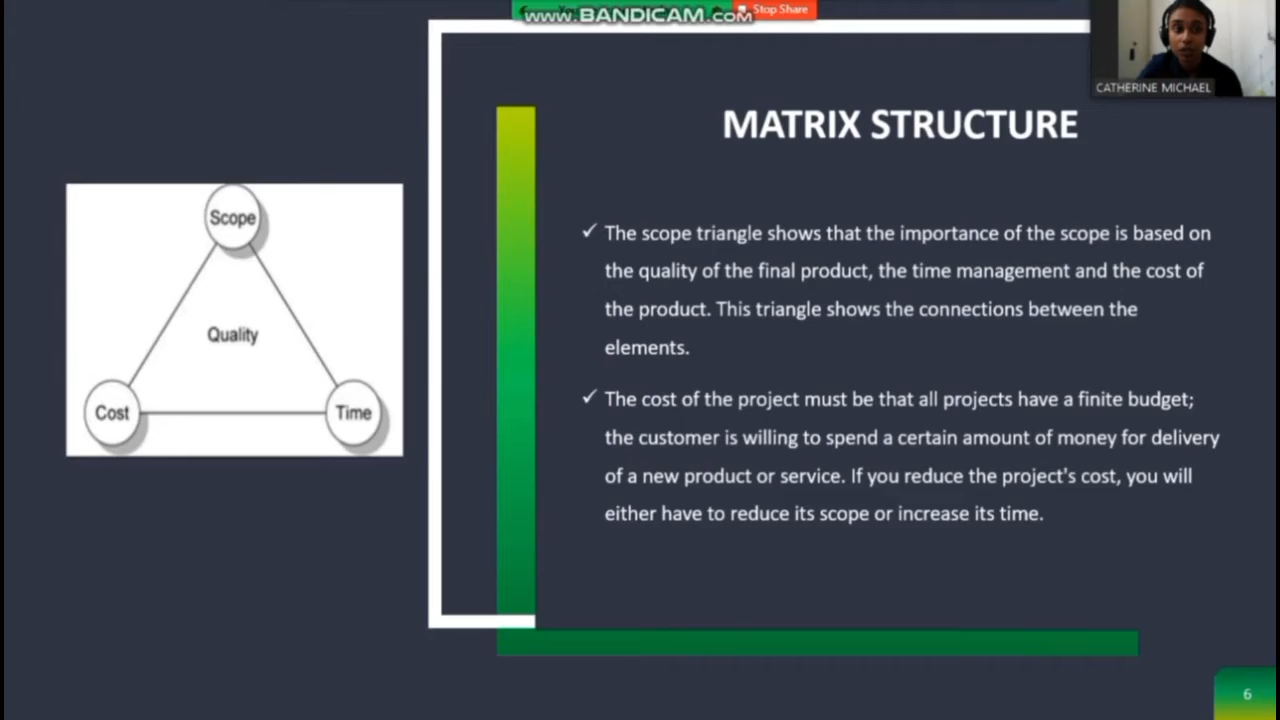 www.BANDICAM.com
Stop Share
CATHERINE MICHAEL
MATRIX STRUCTURE
Scope
Quality
Cost
Time
✓ The scope triangle shows that the importance of the scope is based on
the quality of the final product, the time management and the cost of
the product. This triangle shows the connections between the
elements.
✓ The cost of the project must be that all projects have a finite budget;
the customer is willing to spend a certain amount of money for delivery
of a new product or service. If you reduce the project's cost, you will
either have to reduce its scope or increase its time.
6